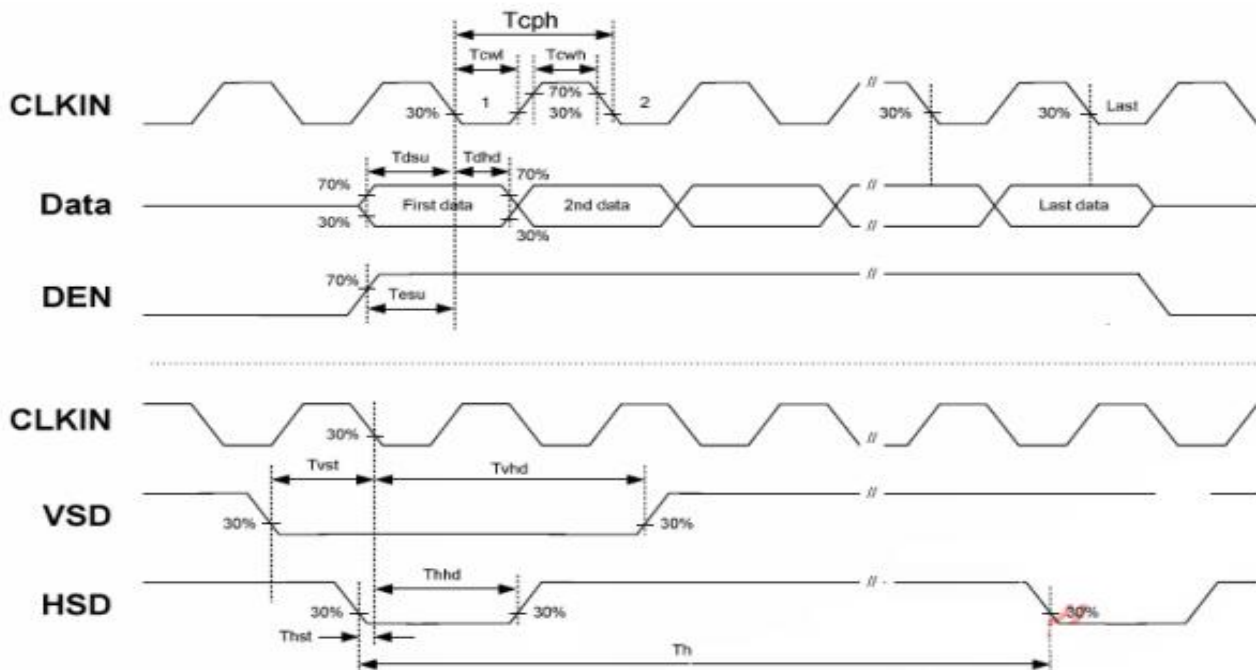 Tcph
Tcwl Tcwh
CLKIN 30% 1 70% 30% 2 // 30% 30% Last
Tdsu Tdhd
70% 70%
Data First data 2nd data // Last data
30% 30%
70%
DEN //
Tesu
CLKIN 30% //
Tvst Tvhd
VSD 30% 30% //
Thhd
HSD 30% 30% // 30%
Thst
Th